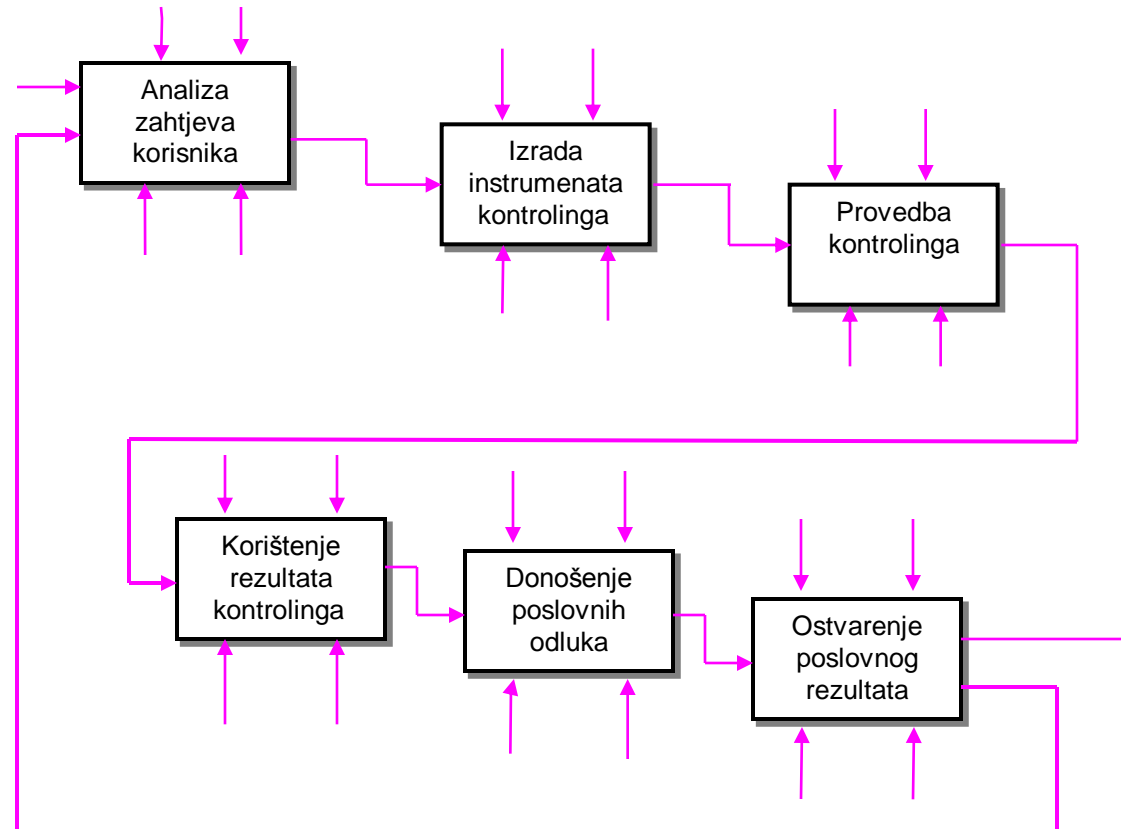 Analiza
zahtjeva
korisnika
Izrada
instrumenata
kontrolinga
Provedba
kontrolinga
Korištenje
rezultata
kontrolinga
Donošenje
poslovnih
odluka
Ostvarenje
poslovnog
rezultata